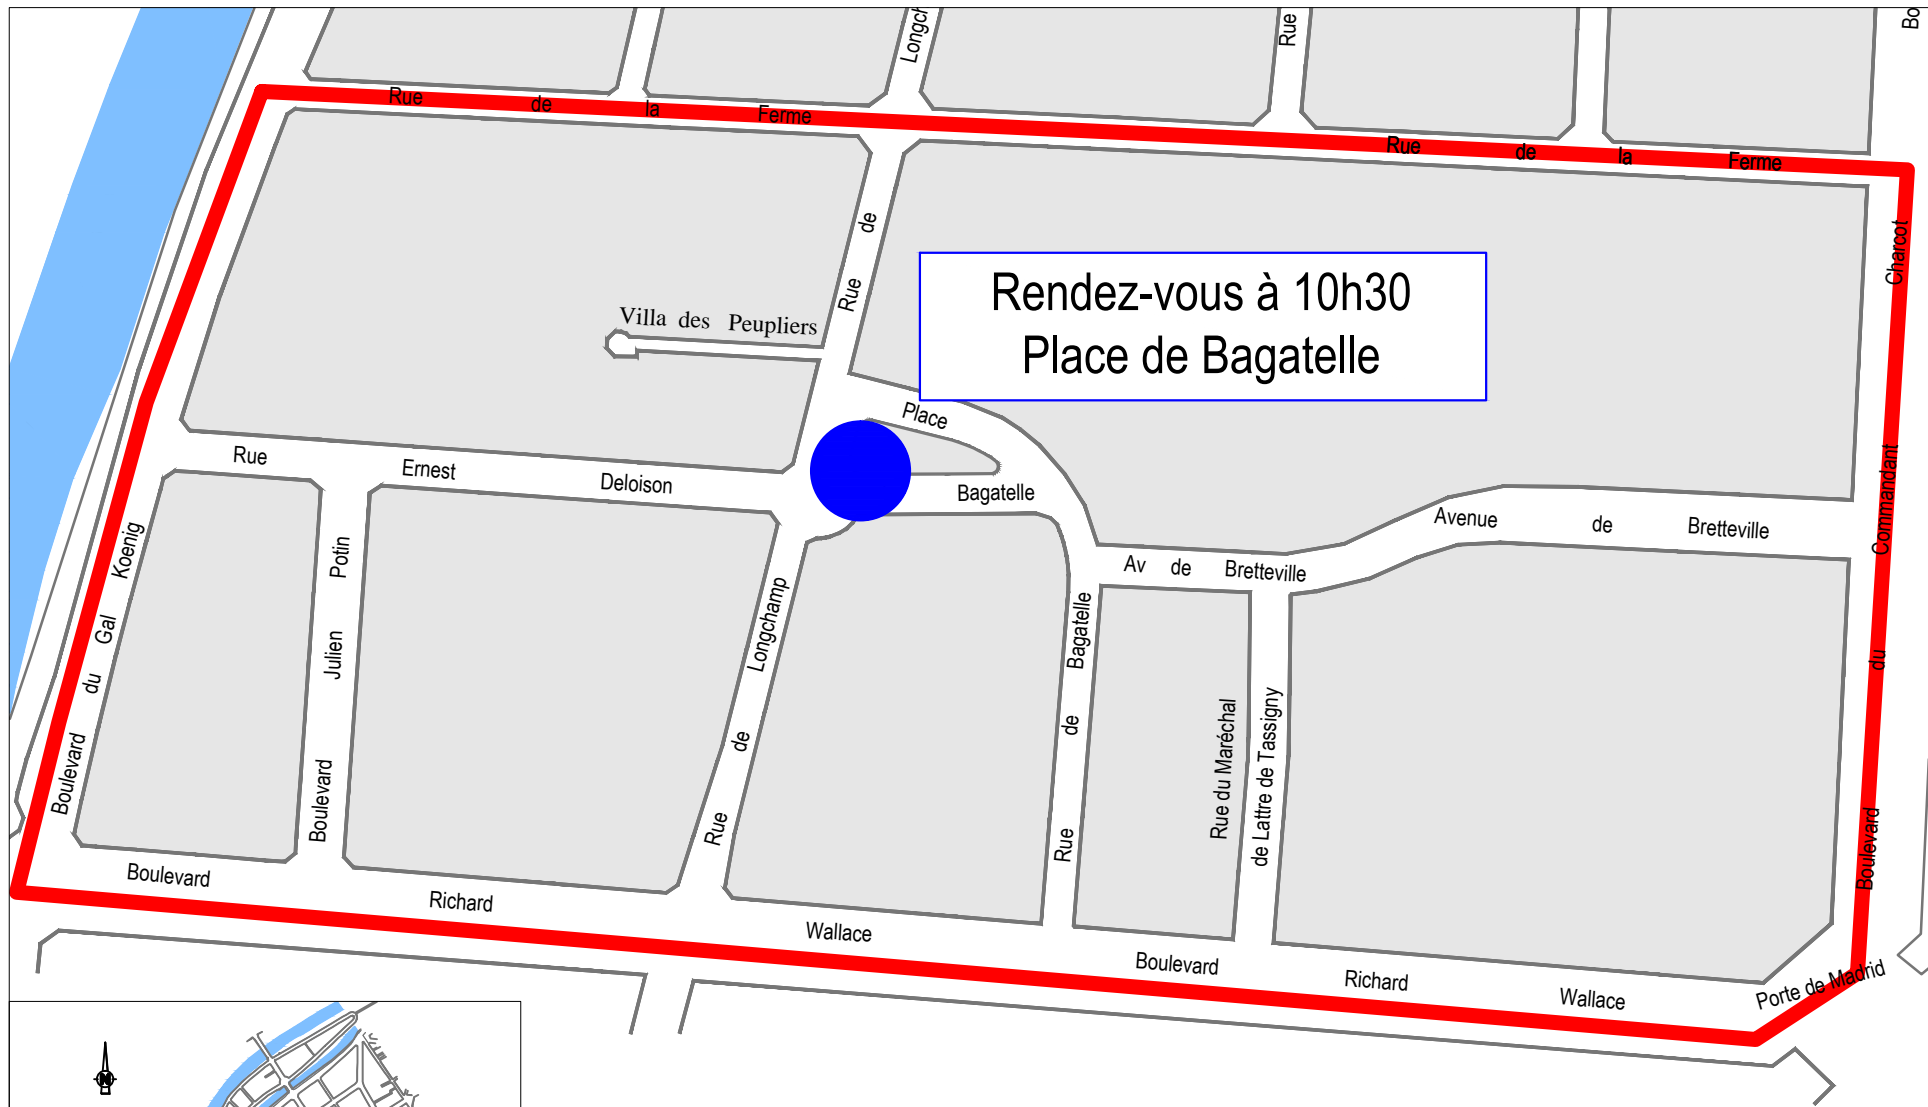 Longch
Rue
Bo
Rue de la Ferme
Rue de la Ferme
Rue de
Longchamp
Rue de
Villa des Peupliers
Rendez-vous à 10h30
Place de Bagatelle
Place
Bagatelle
Rue Ernest Deloison
Avenue de Bretteville
Av de Bretteville
Boulevard du Commandant Charcot
Boulevard du Gal Koenig
Boulevard Julien Potin
Rue de Bagatelle
Rue du Maréchal
de Lattre de Tassigny
Boulevard Richard Wallace
Boulevard Richard Wallace
Porte de Madrid
N